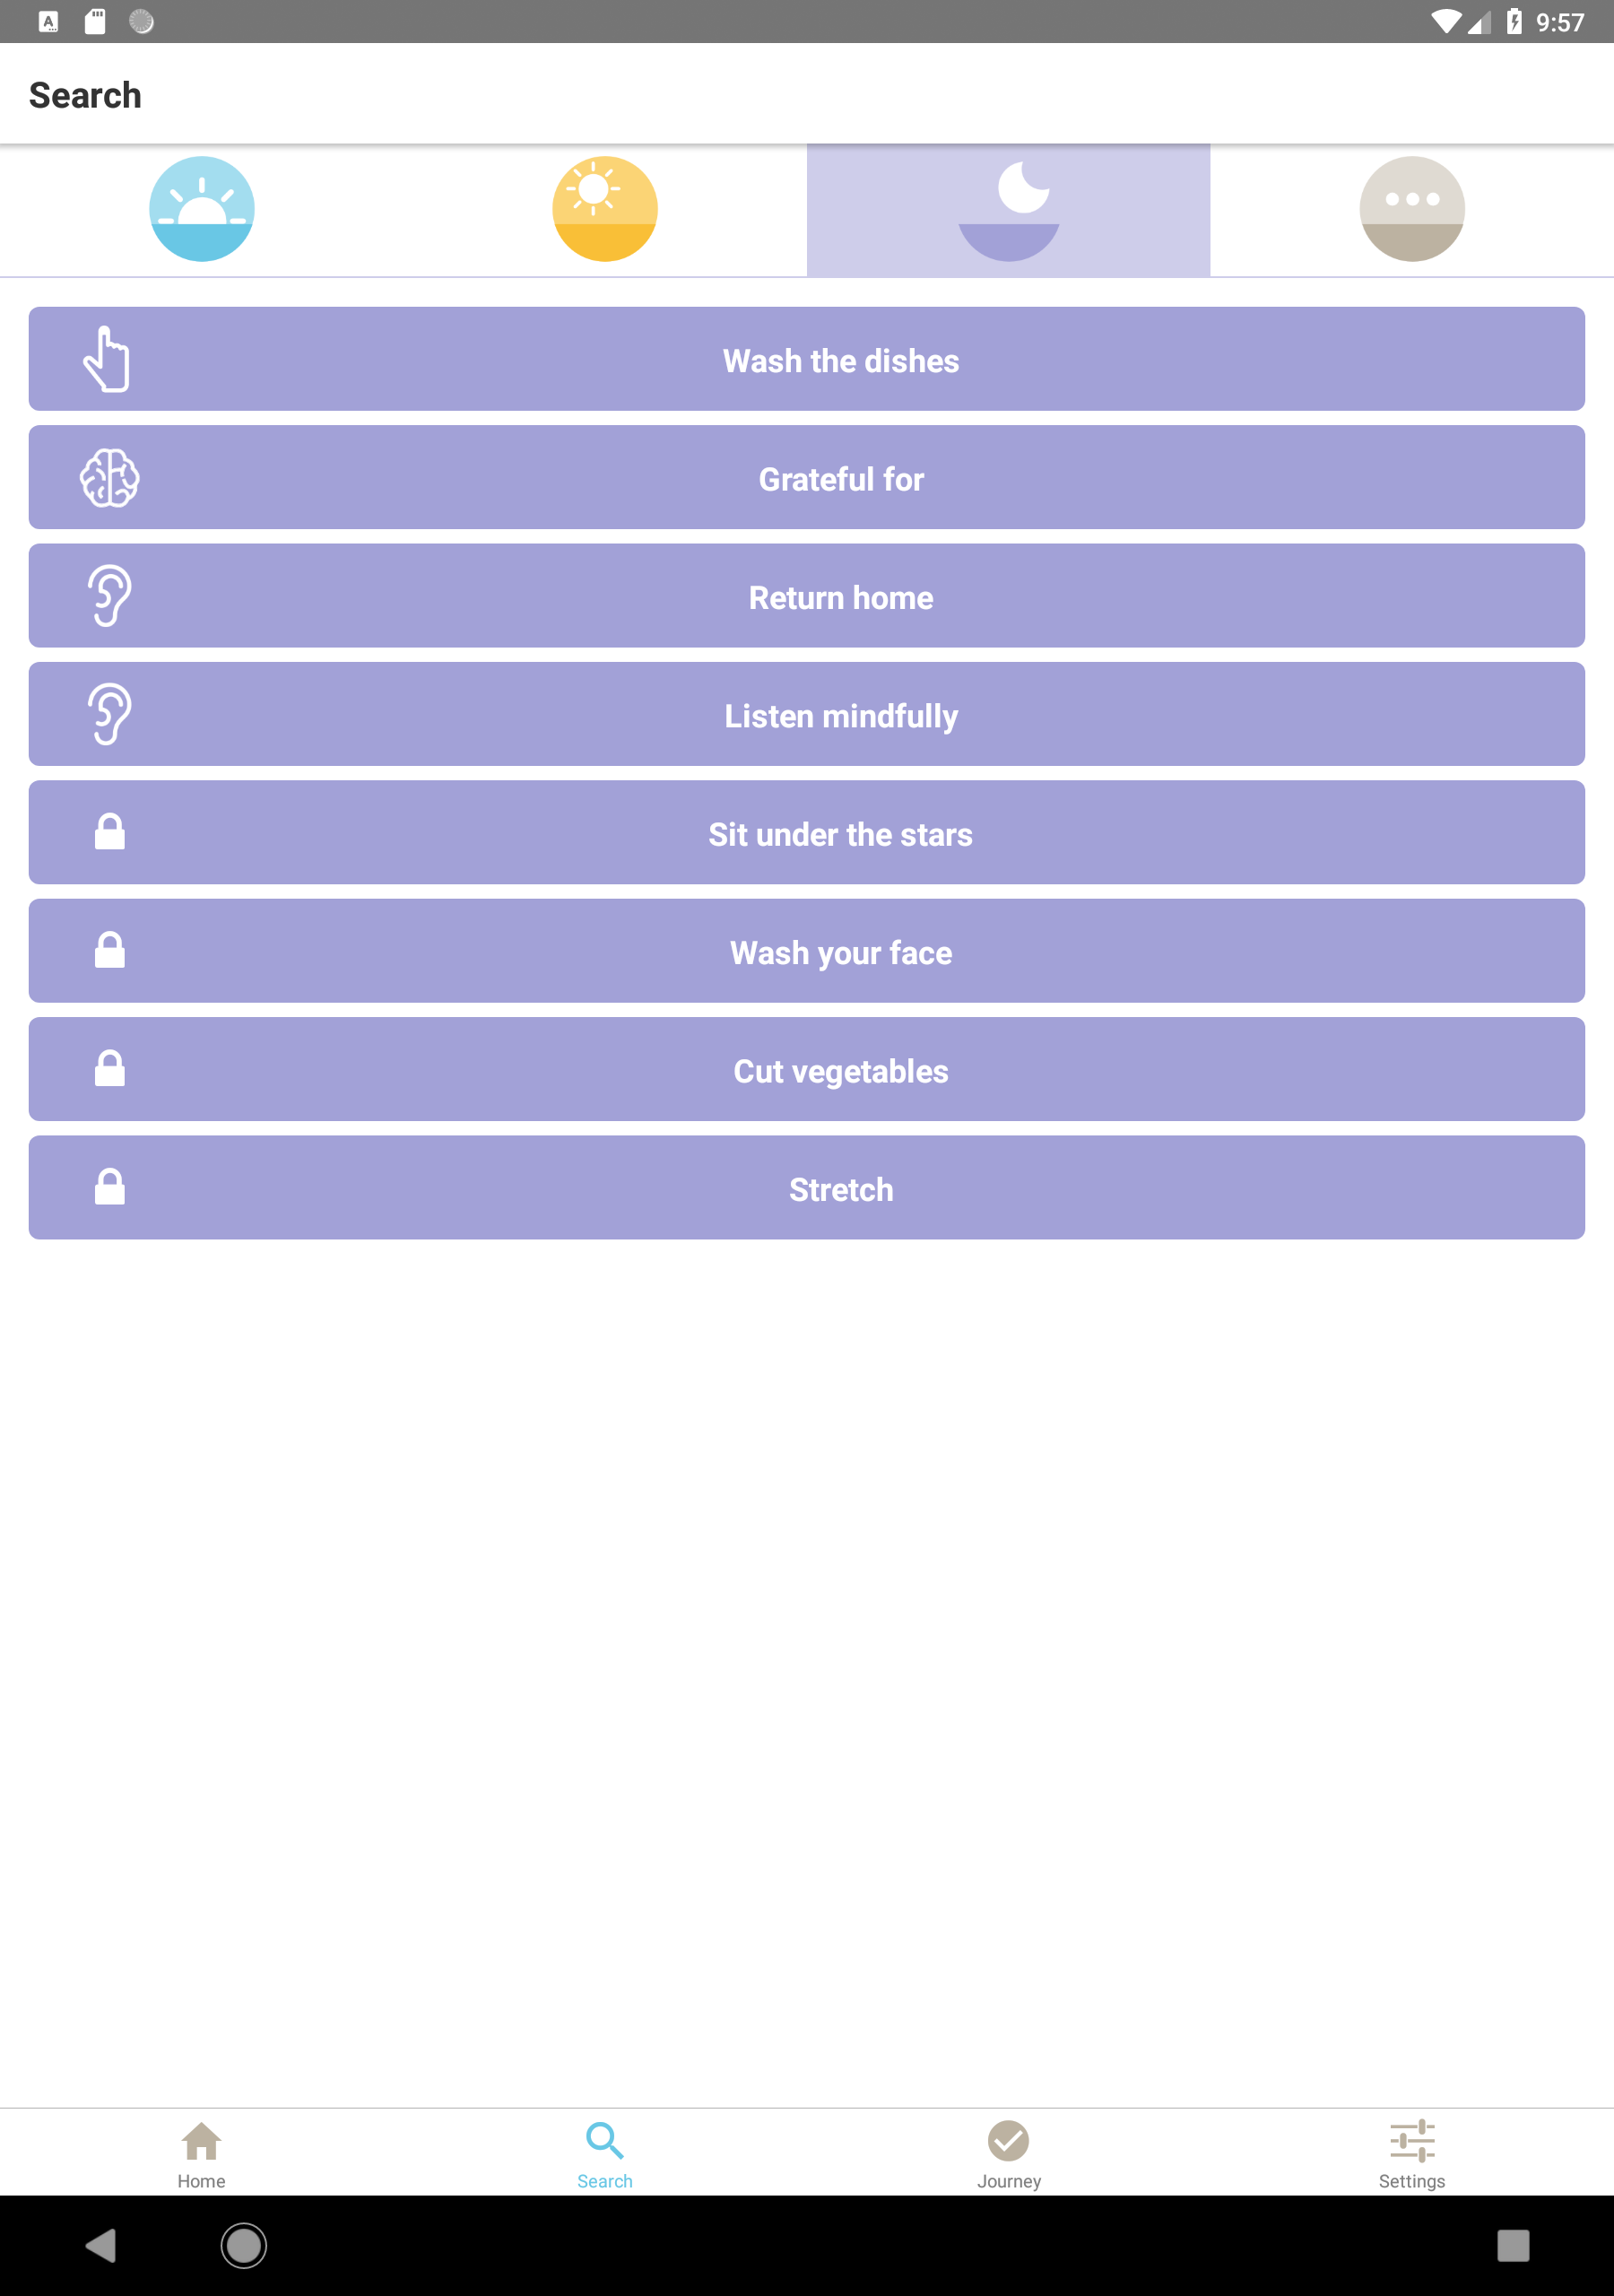 9:57
Search
Wash the dishes
Grateful for
Return home
Listen mindfully
Sit under the stars
Wash your face
Cut vegetables
Stretch
Home
Search
Journey
Settings